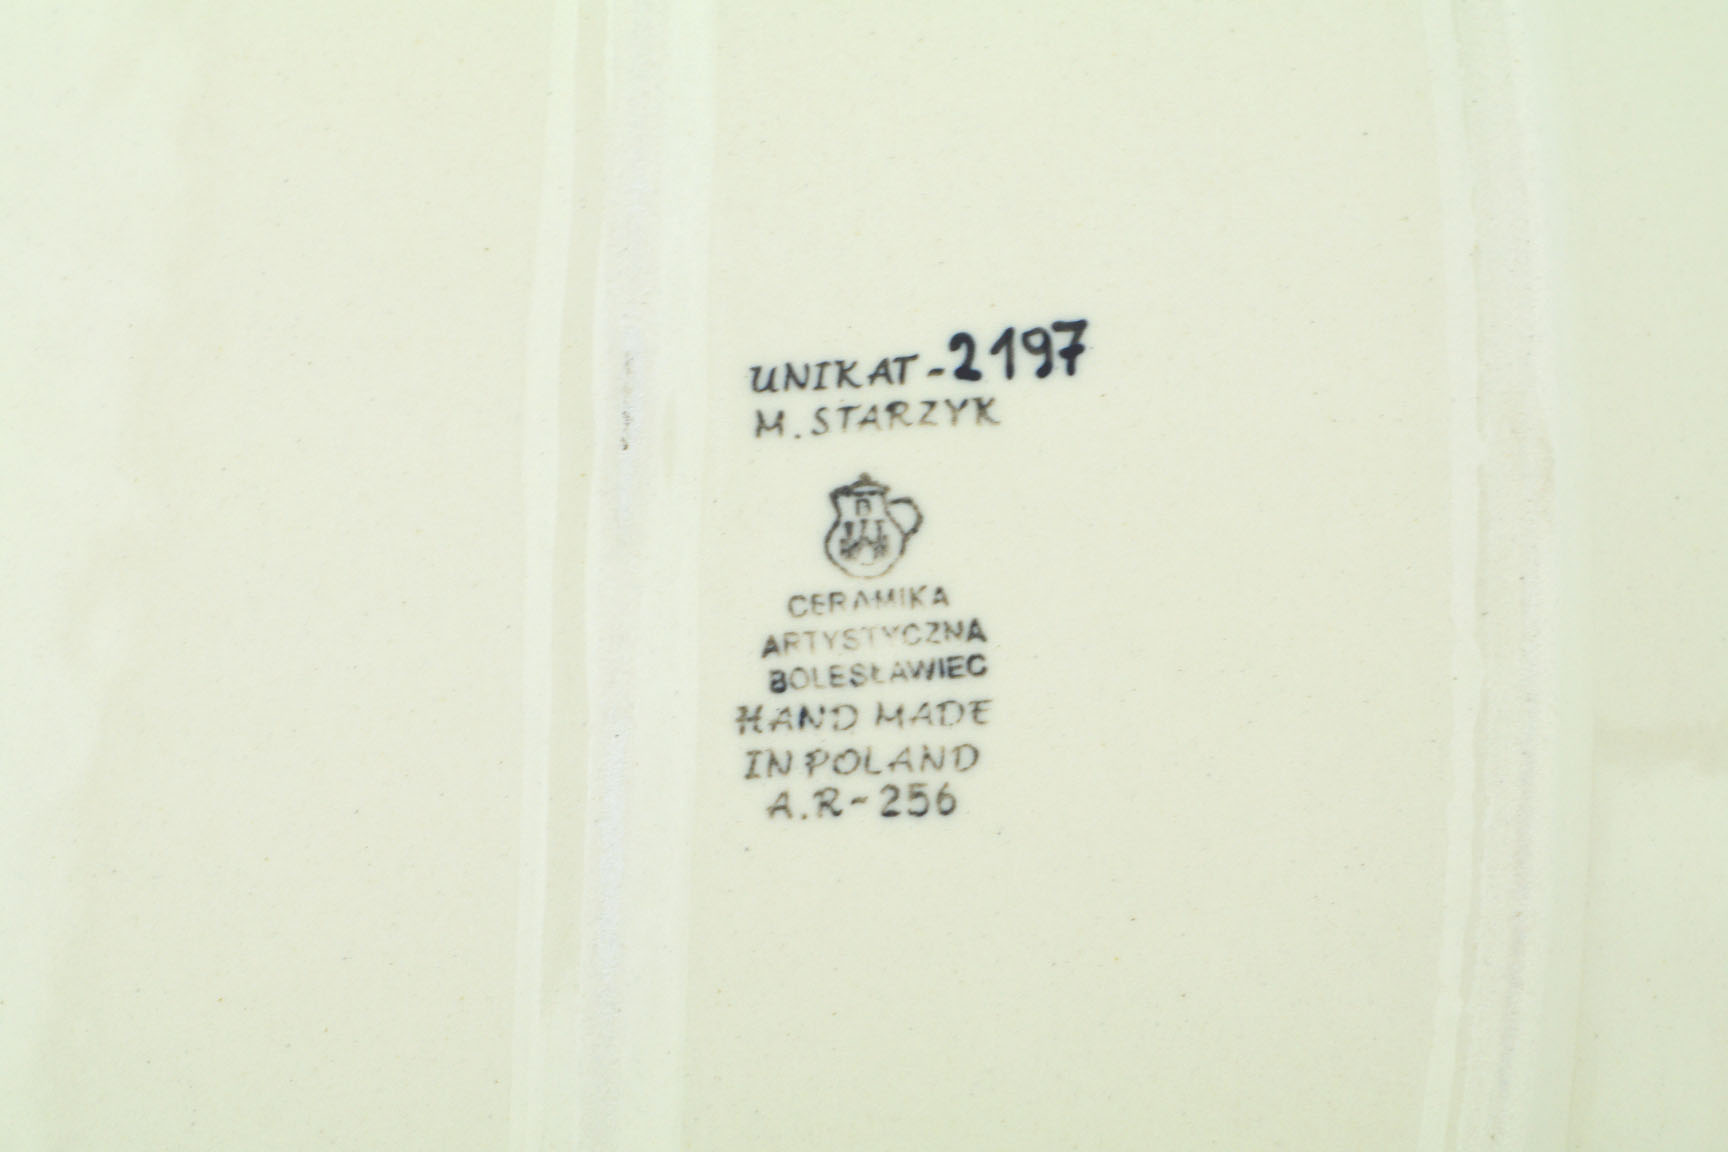 UNIKAT-2197
M. STARZYK
B
CERAMIKA
ARTYSTYCZNA
BOLESŁAWIEC
HAND MADE
IN POLAND
A.R-256